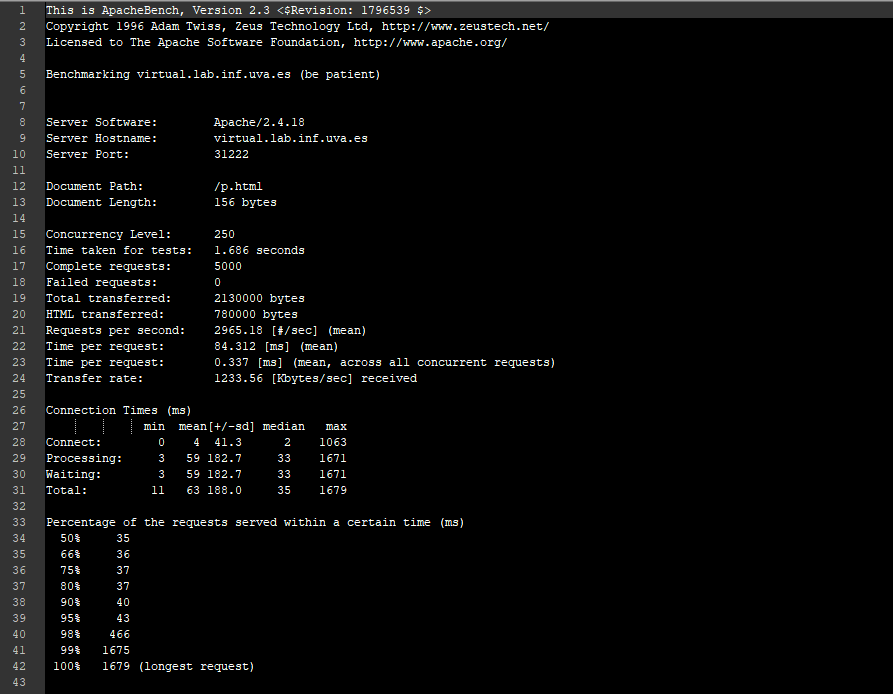 1 This is ApacheBench, Version 2.3 <$Revision: 1796539 $>
2 Copyright 1996 Adam Twiss, Zeus Technology Ltd, http://www.zeustech.net/
3 Licensed to The Apache Software Foundation, http://www.apache.org/
4
5 Benchmarking virtual.lab.inf.uva.es (be patient)
6
7
8 Server Software:        Apache/2.4.18
9 Server Hostname:        virtual.lab.inf.uva.es
10 Server Port:            31222
11
12 Document Path:          /p.html
13 Document Length:        156 bytes
14
15 Concurrency Level:      250
16 Time taken for tests:   1.686 seconds
17 Complete requests:      5000
18 Failed requests:        0
19 Total transferred:      2130000 bytes
20 HTML transferred:       780000 bytes
21 Requests per second:    2965.18 [#/sec] (mean)
22 Time per request:       84.312 [ms] (mean)
23 Time per request:       0.337 [ms] (mean, across all concurrent requests)
24 Transfer rate:          1233.56 [Kbytes/sec] received
25
26 Connection Times (ms)
27               min  mean[+/-sd] median   max
28 Connect:        0    4  41.3      2    1063
29 Processing:     3   59 182.7     33    1671
30 Waiting:        3   59 182.7     33    1671
31 Total:         11   63 188.0     35    1679
32
33 Percentage of the requests served within a certain time (ms)
34   50%     35
35   66%     36
36   75%     37
37   80%     37
38   90%     40
39   95%     43
40   98%    466
41   99%   1675
42  100%   1679 (longest request)
43